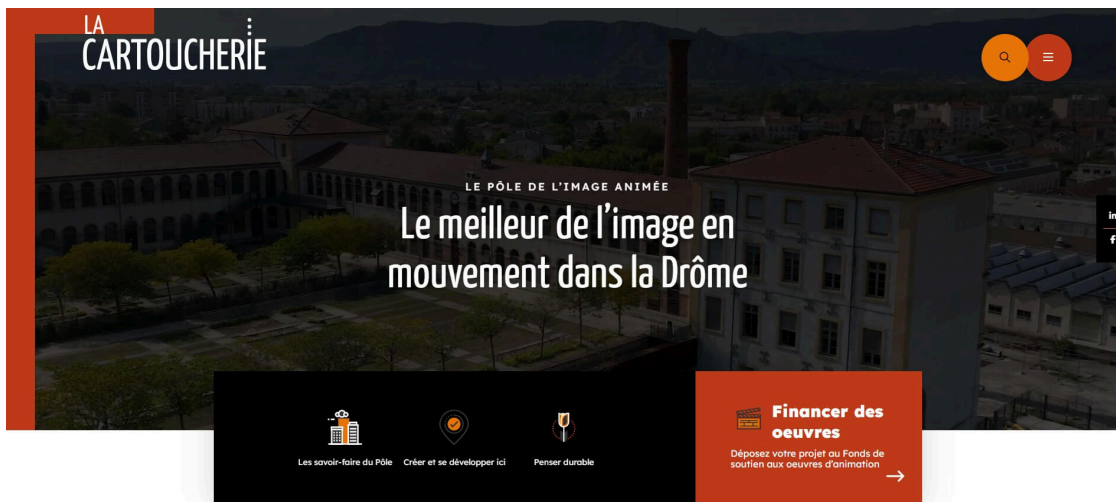 LA
CARTOUCHERIE
LE PÔLE DE L'IMAGE ANIMÉE
Le meilleur de l'image en
mouvement dans la Drôme
in
f
Les savoir-faire du Pôle
Créer et se développer ici
Penser durable
Financer des
oeuvres
Déposez votre projet au Fonds de
soutien aux oeuvres d'animation